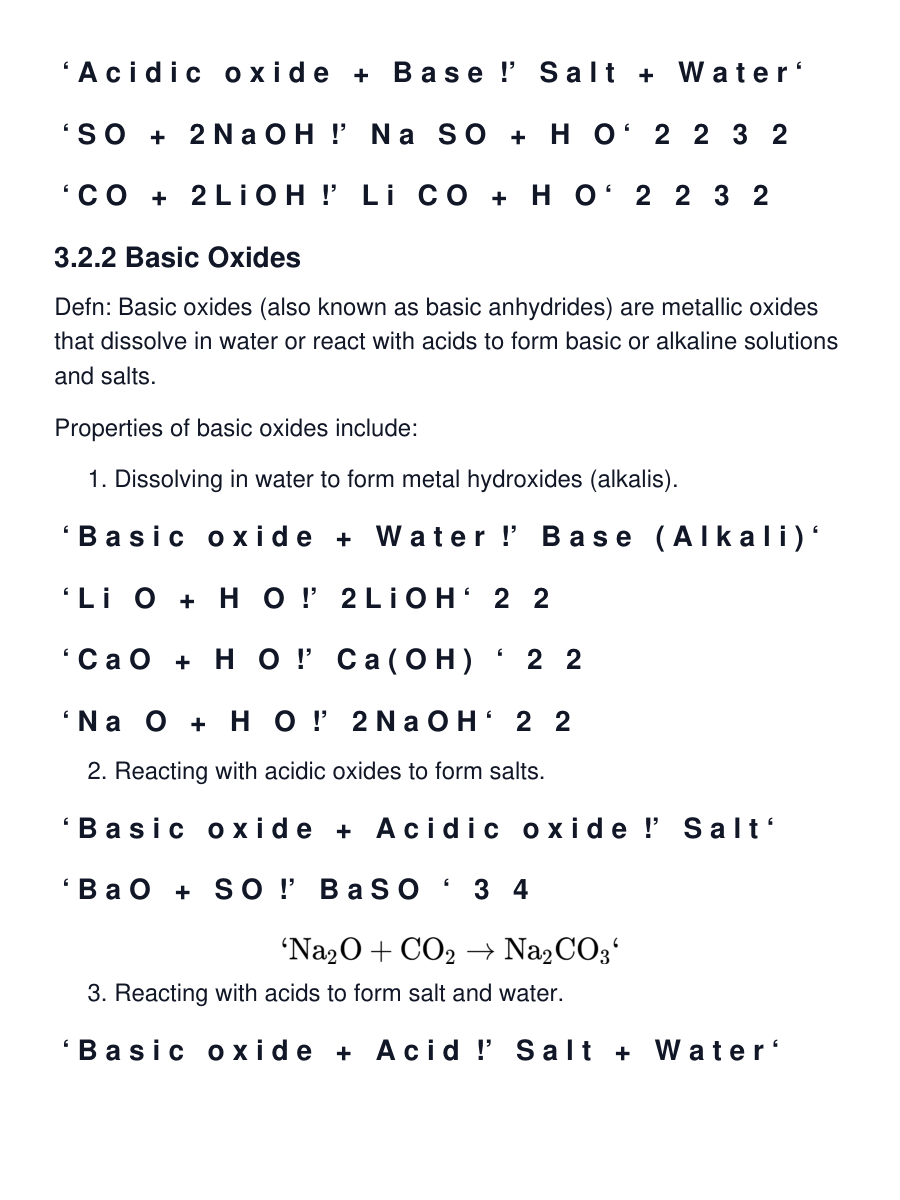 ‘Acidic oxide + Base !’ Salt + Water‘
‘SO + 2NaOH !’ Na SO + H O‘ 2 2 3 2
‘CO + 2LiOH !’ Li CO + H O‘ 2 2 3 2
3.2.2 Basic Oxides
Defn: Basic oxides (also known as basic anhydrides) are metallic oxides
that dissolve in water or react with acids to form basic or alkaline solutions
and salts.
Properties of basic oxides include:
1. Dissolving in water to form metal hydroxides (alkalis).
‘Basic oxide + Water !’ Base (Alkali)‘
‘Li O + H O !’ 2LiOH‘ 2 2
‘CaO + H O !’ Ca(OH) ‘ 2 2
‘Na O + H O !’ 2NaOH‘ 2 2
2. Reacting with acidic oxides to form salts.
‘Basic oxide + Acidic oxide !’ Salt‘
‘BaO + SO !’ BaSO ‘ 3 4
‘Na₂O + CO₂ → Na₂CO₃‘
3. Reacting with acids to form salt and water.
‘Basic oxide + Acid !’ Salt + Water‘